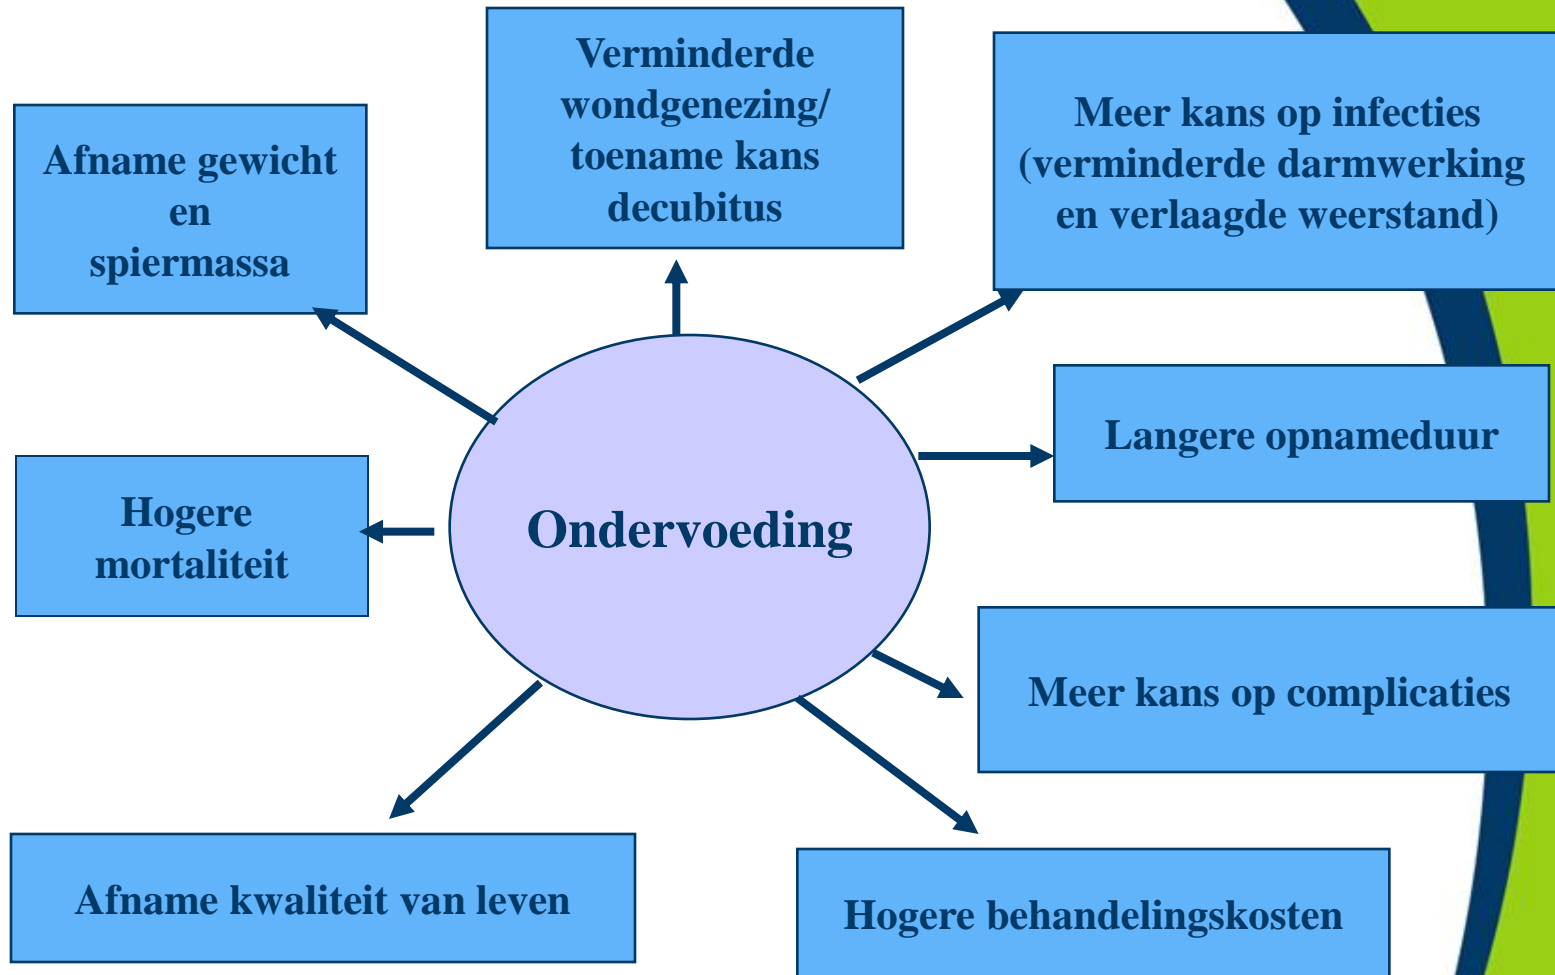 Verminderde
wondgenezing/
toename kans
decubitus
Meer kans op infecties
(verminderde darmwerking
en verlaagde weerstand)
Afname gewicht
en
spiermassa
Langere opnameduur
Hogere
mortaliteit
Ondervoeding
Meer kans op complicaties
Afname kwaliteit van leven
Hogere behandelingskosten